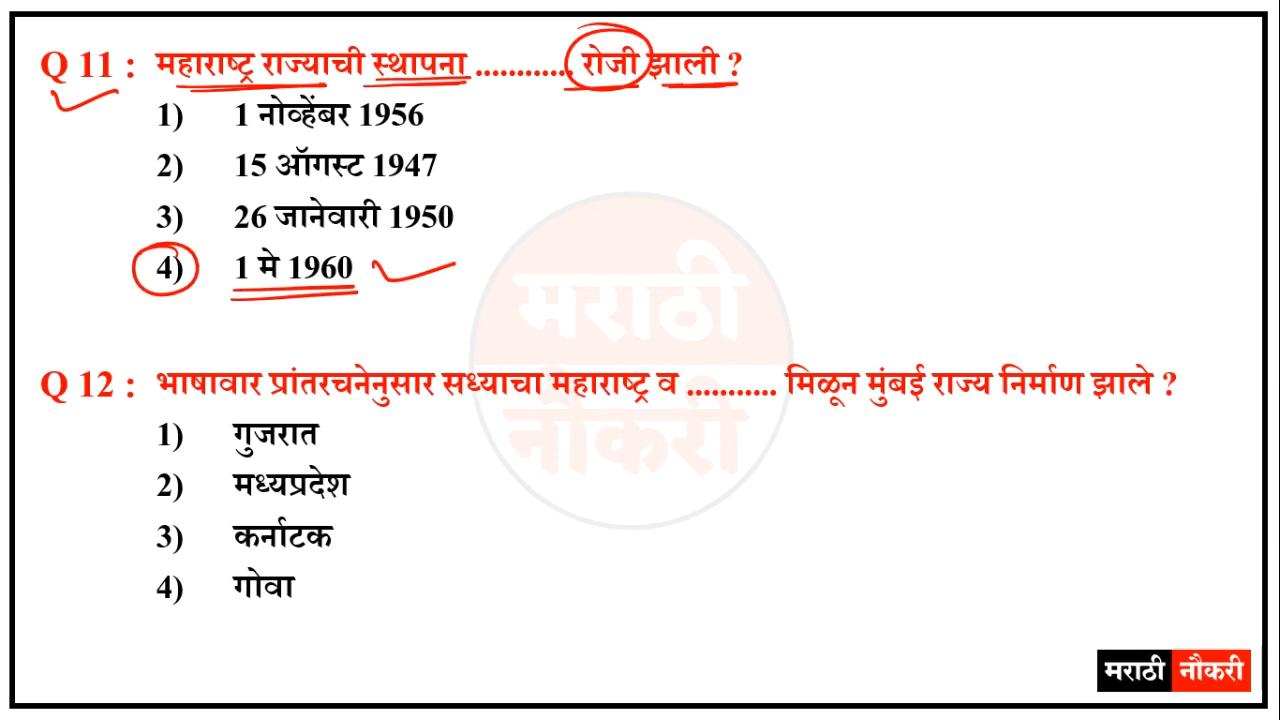 Q 11 : महाराष्ट्र राज्याची स्थापना ............ रोजी झाली ?
1) 1 नोव्हेंबर 1956
2) 15 ऑगस्ट 1947
3) 26 जानेवारी 1950
4) 1 मे 1960
मराठी
नौकरी
Q 12 : भाषावार प्रांतरचनेनुसार सध्याचा महाराष्ट्र व ........... मिळून मुंबई राज्य निर्माण झाले ?
1) गुजरात
2) मध्यप्रदेश
3) कर्नाटक
4) गोवा
मराठी नौकरी